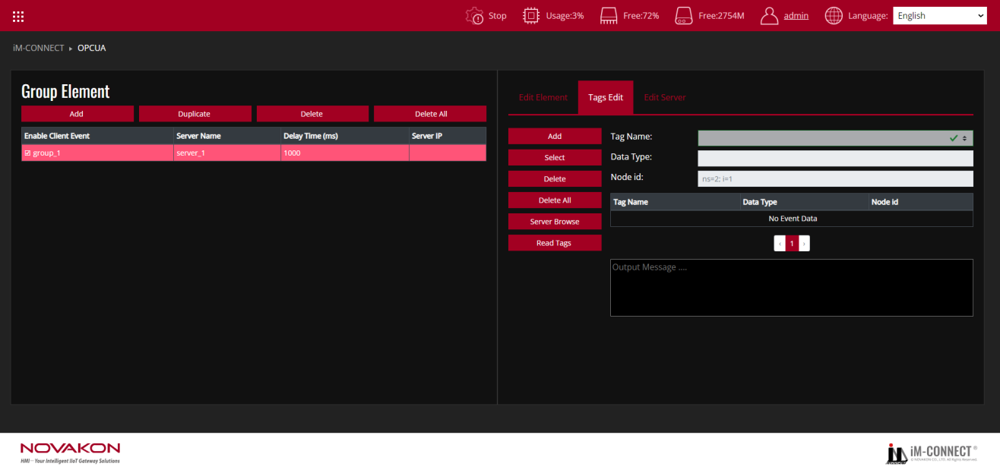 Stop Usage:3% Free:72% Free:2754M admin Language: English
iM-CONNECT ▸ OPCUA
Group Element
Add Duplicate Delete Delete All
Enable Client Event Server Name Delay Time (ms) Server IP
group_1 server_1 1000
Edit Element Tags Edit Edit Server
Add
Select
Delete
Delete All
Server Browse
Read Tags
Tag Name:
Data Type:
Node id: ns=2; i=1
Tag Name Data Type Node id
No Event Data
‹ 1 ›
Output Message ....
NOVAKON
HMI – Your Intelligent IIoT Gateway Solutions
iM iM-CONNECT ®
CONNECT © NOVAKON CO., LTD. All Rights Reserved.